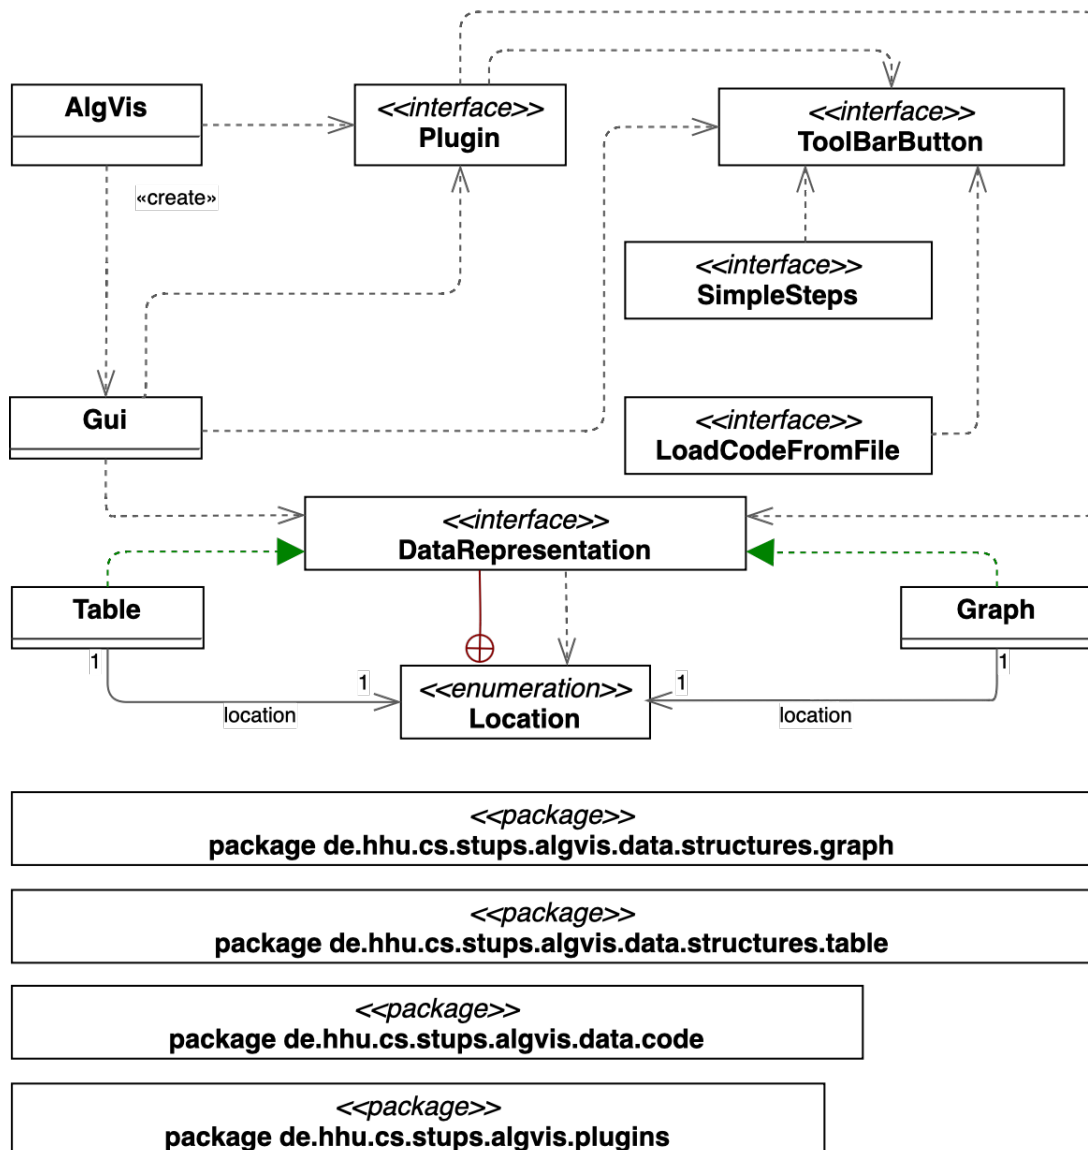 AlgVis
<<interface>>
Plugin
<<interface>>
ToolBarButton
«create»
<<interface>>
SimpleSteps
Gui
<<interface>>
LoadCodeFromFile
<<interface>>
DataRepresentation
Table
Graph
1
1
location
<<enumeration>>
Location
1
1
location
<<package>>
package de.hhu.cs.stups.algvis.data.structures.graph
<<package>>
package de.hhu.cs.stups.algvis.data.structures.table
<<package>>
package de.hhu.cs.stups.algvis.data.code
<<package>>
package de.hhu.cs.stups.algvis.plugins